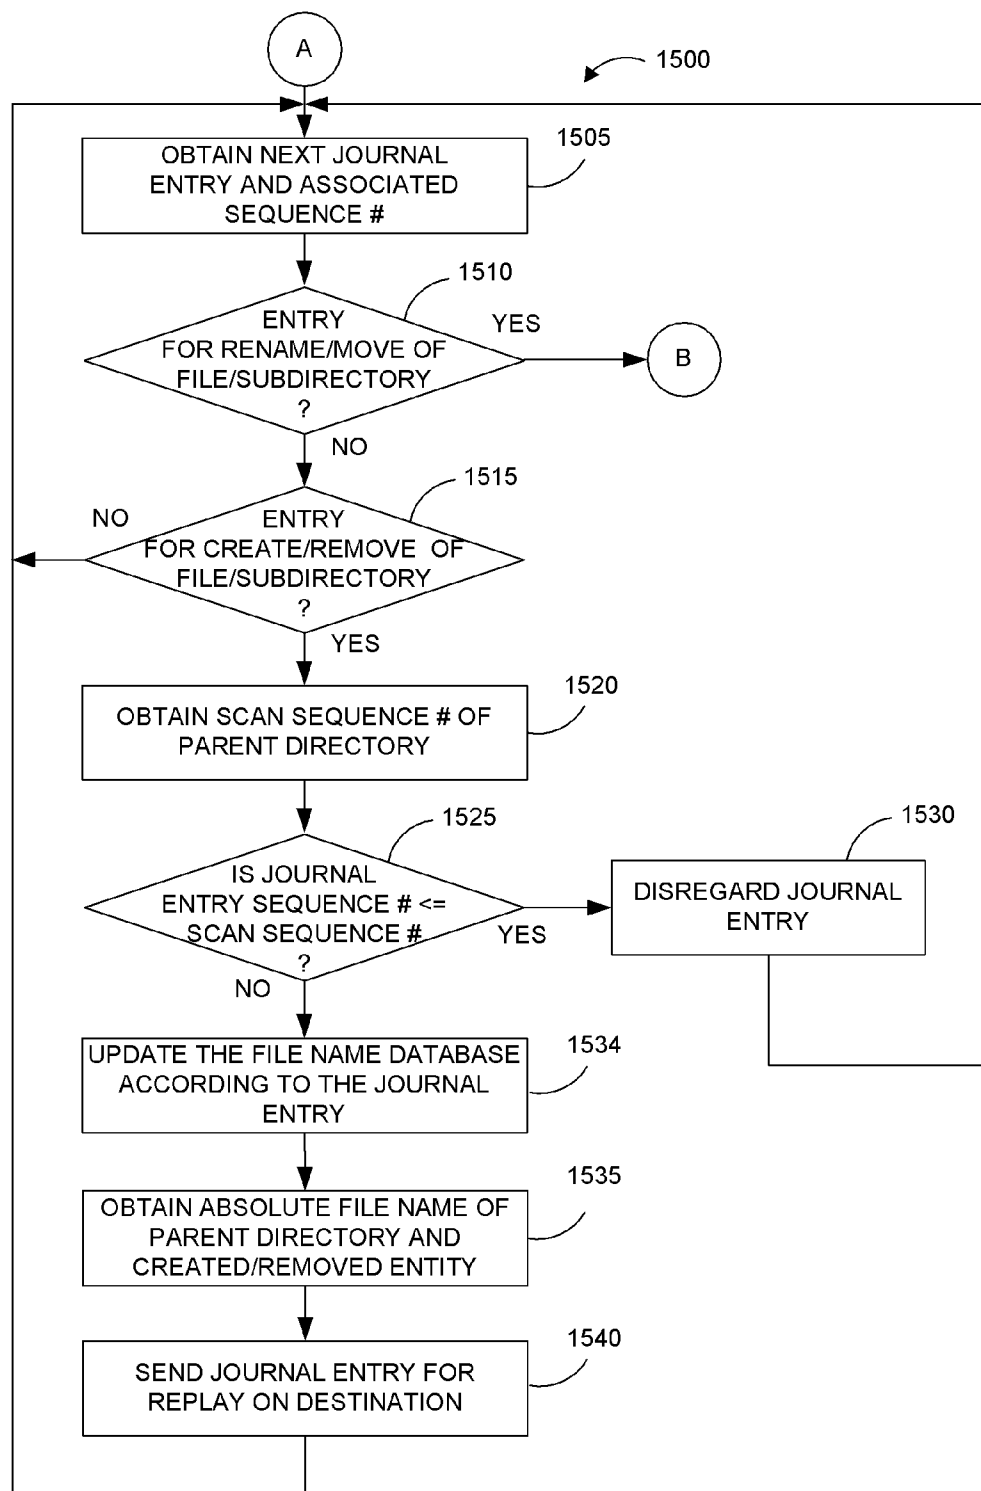 A
1500
OBTAIN NEXT JOURNAL
ENTRY AND ASSOCIATED
SEQUENCE #
1505
ENTRY
FOR RENAME/MOVE OF
FILE/SUBDIRECTORY
?
1510
YES
B
NO
ENTRY
FOR CREATE/REMOVE OF
FILE/SUBDIRECTORY
?
1515
NO
YES
OBTAIN SCAN SEQUENCE # OF
PARENT DIRECTORY
1520
IS JOURNAL
ENTRY SEQUENCE # <=
SCAN SEQUENCE #
?
1525
YES
DISREGARD JOURNAL
ENTRY
1530
NO
UPDATE THE FILE NAME DATABASE
ACCORDING TO THE JOURNAL
ENTRY
1534
OBTAIN ABSOLUTE FILE NAME OF
PARENT DIRECTORY AND
CREATED/REMOVED ENTITY
1535
SEND JOURNAL ENTRY FOR
REPLAY ON DESTINATION
1540